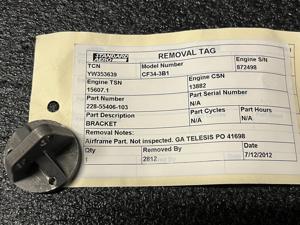 STANDARD AERO
REMOVAL TAG
TCN
Model Number
Engine S/N
YW353639
CF34-3B1
872498
Engine TSN
Engine CSN
15607.1
13882
Part Number
Part Serial Number
228-55406-103
N/A
Part Description
Part Cycles
Part Hours
BRACKET
N/A
N/A
Removal Notes:
Airframe Part. Not inspected. GA TELESIS PO 41698
Qty
Removed By
Date
2812
7/12/2012